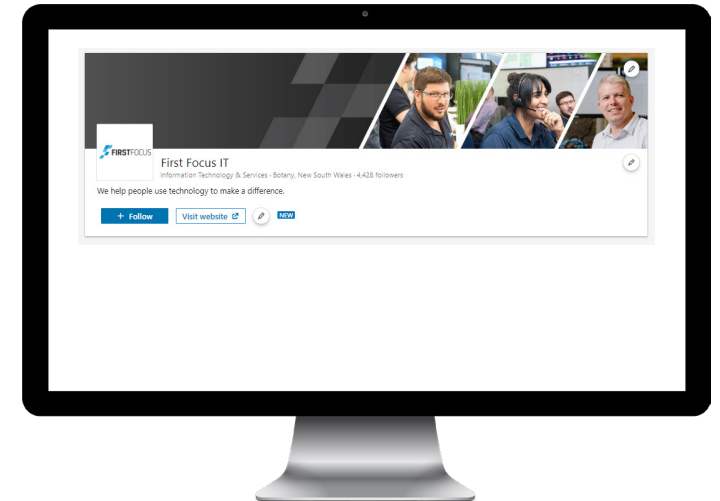 FIRSTFOCUS
First Focus IT
Information Technology & Services · Botany, New South Wales · 4,428 followers
We help people use technology to make a difference.
+ Follow
Visit website
NEW